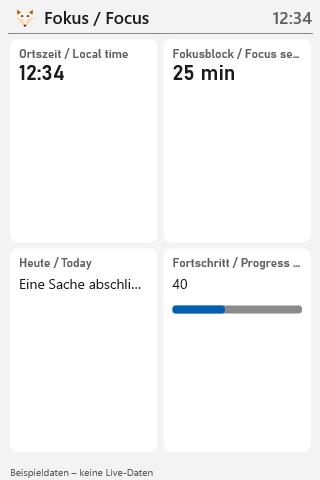 Fokus / Focus
12:34
Ortszeit / Local time
12:34
Fokusblock / Focus se…
25 min
Heute / Today
Eine Sache abschli…
Fortschritt / Progress …
40
Beispieldaten – keine Live-Daten